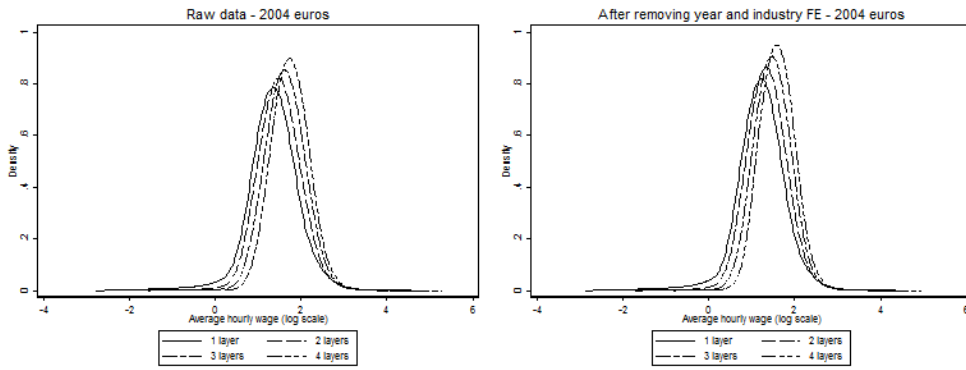 Raw data - 2004 euros
1
.8
.6
.4
.2
0
Density
-4
-2
0
2
4
6
Average hourly wage (log scale)
1 layer
2 layers
3 layers
4 layers
After removing year and industry FE - 2004 euros
1
.8
.6
.4
.2
0
Density
-4
-2
0
2
4
6
Average hourly wage (log scale)
1 layer
2 layers
3 layers
4 layers